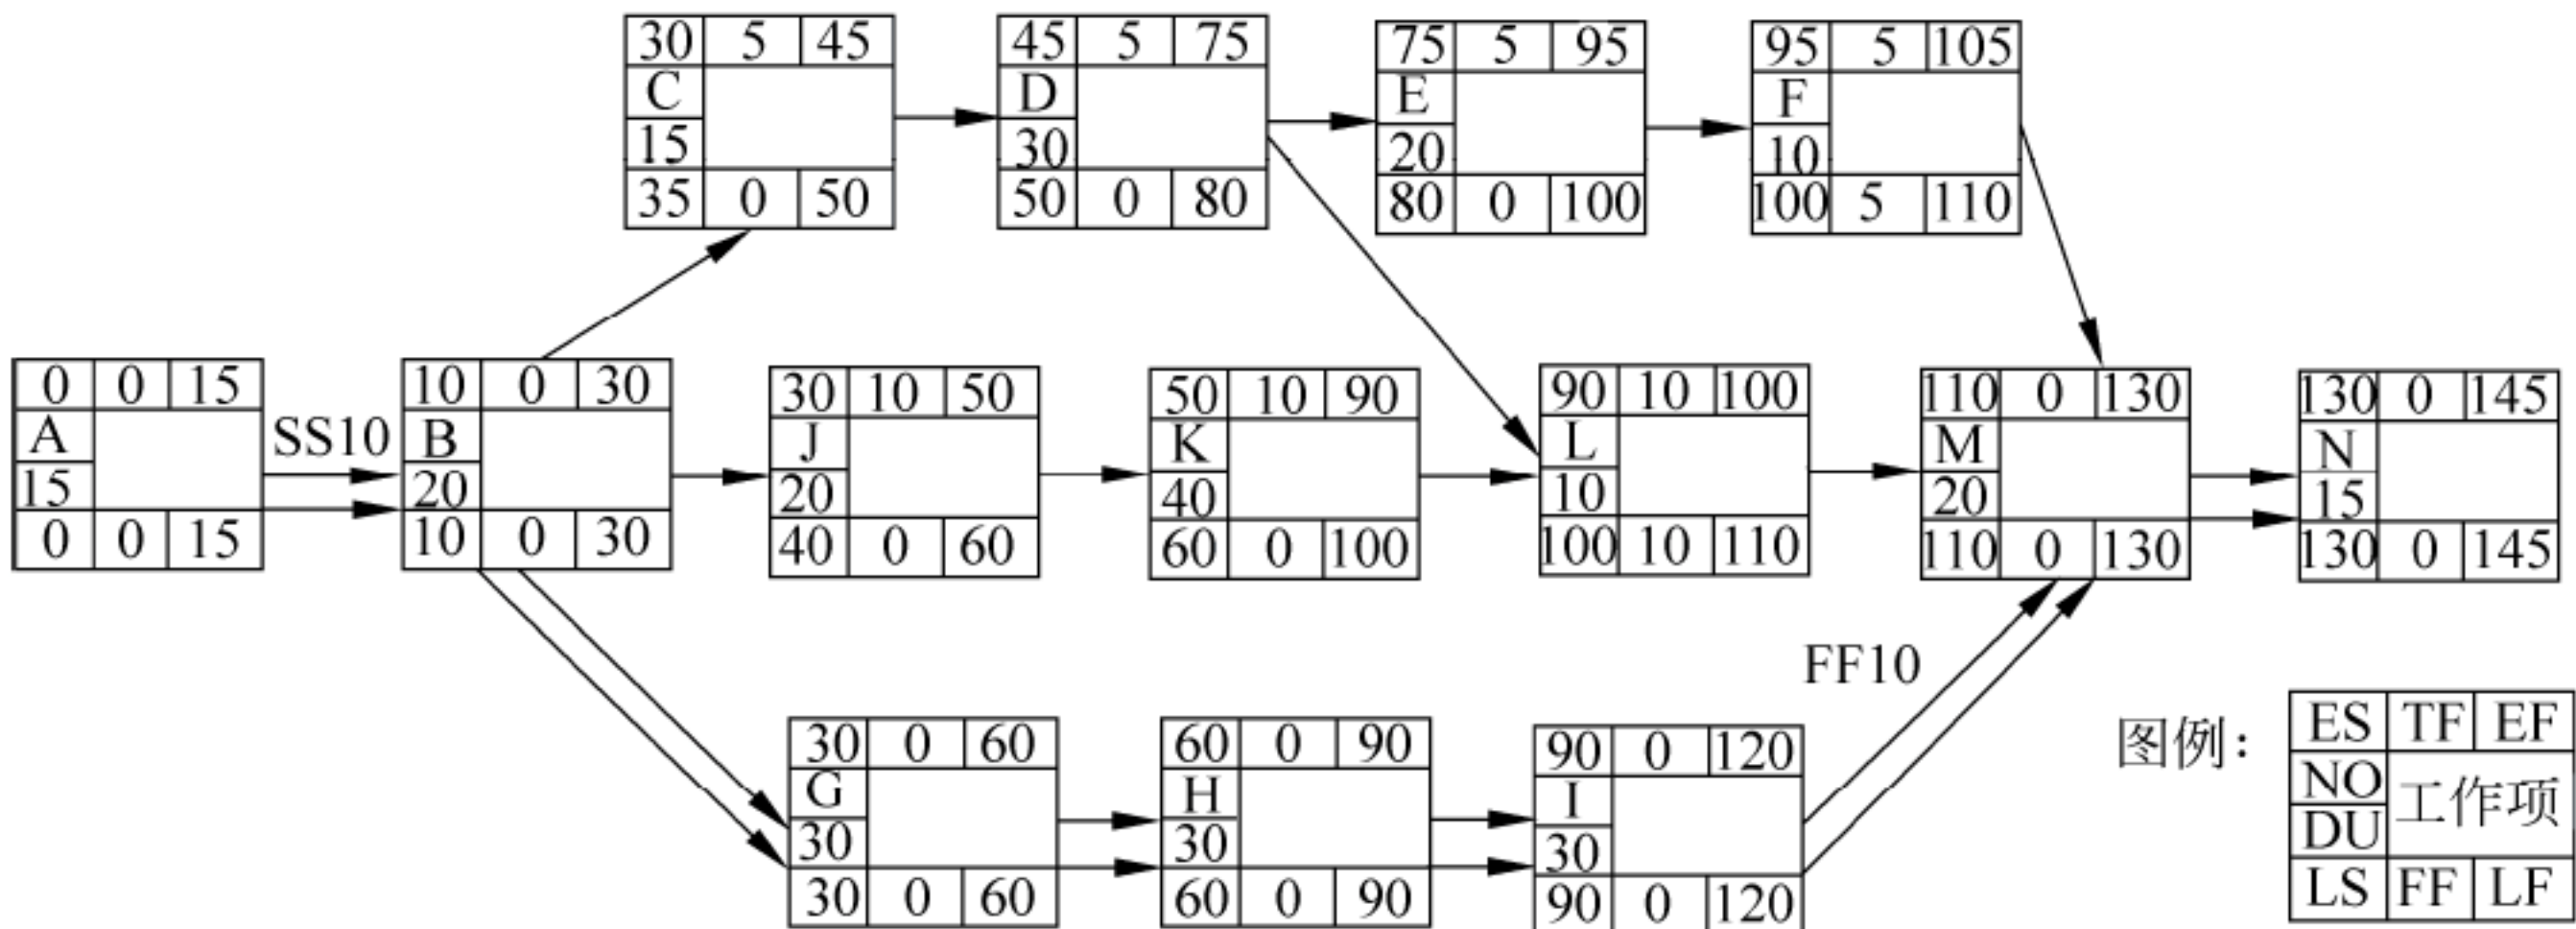 30 5 45
C
15
35 0 50
45 5 75
D
30
50 0 80
75 5 95
E
20
80 0 100
95 5 105
F
10
100 5 110
0 0 15
A
15
0 0 15
SS10
10 0 30
B
20
10 0 30
30 10 50
J
20
40 0 60
50 10 90
K
40
60 0 100
90 10 100
L
10
100 10 110
110 0 130
M
20
110 0 130
130 0 145
N
15
130 0 145
30 0 60
G
30
30 0 60
60 0 90
H
30
60 0 90
90 0 120
I
30
90 0 120
FF10
图例：
ES TF EF
NO
工作项
DU
LS FF LF